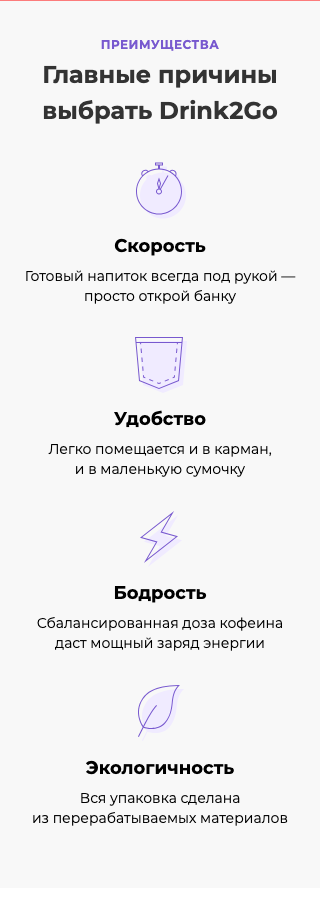 ПРЕИМУЩЕСТВА
Главные причины
выбрать Drink2Go
Скорость
Готовый напиток всегда под рукой —
просто открой банку
Удобство
Легко помещается и в карман,
и в маленькую сумочку
Бодрость
Сбалансированная доза кофеина
даст мощный заряд энергии
Экологичность
Вся упаковка сделана
из перерабатываемых материалов